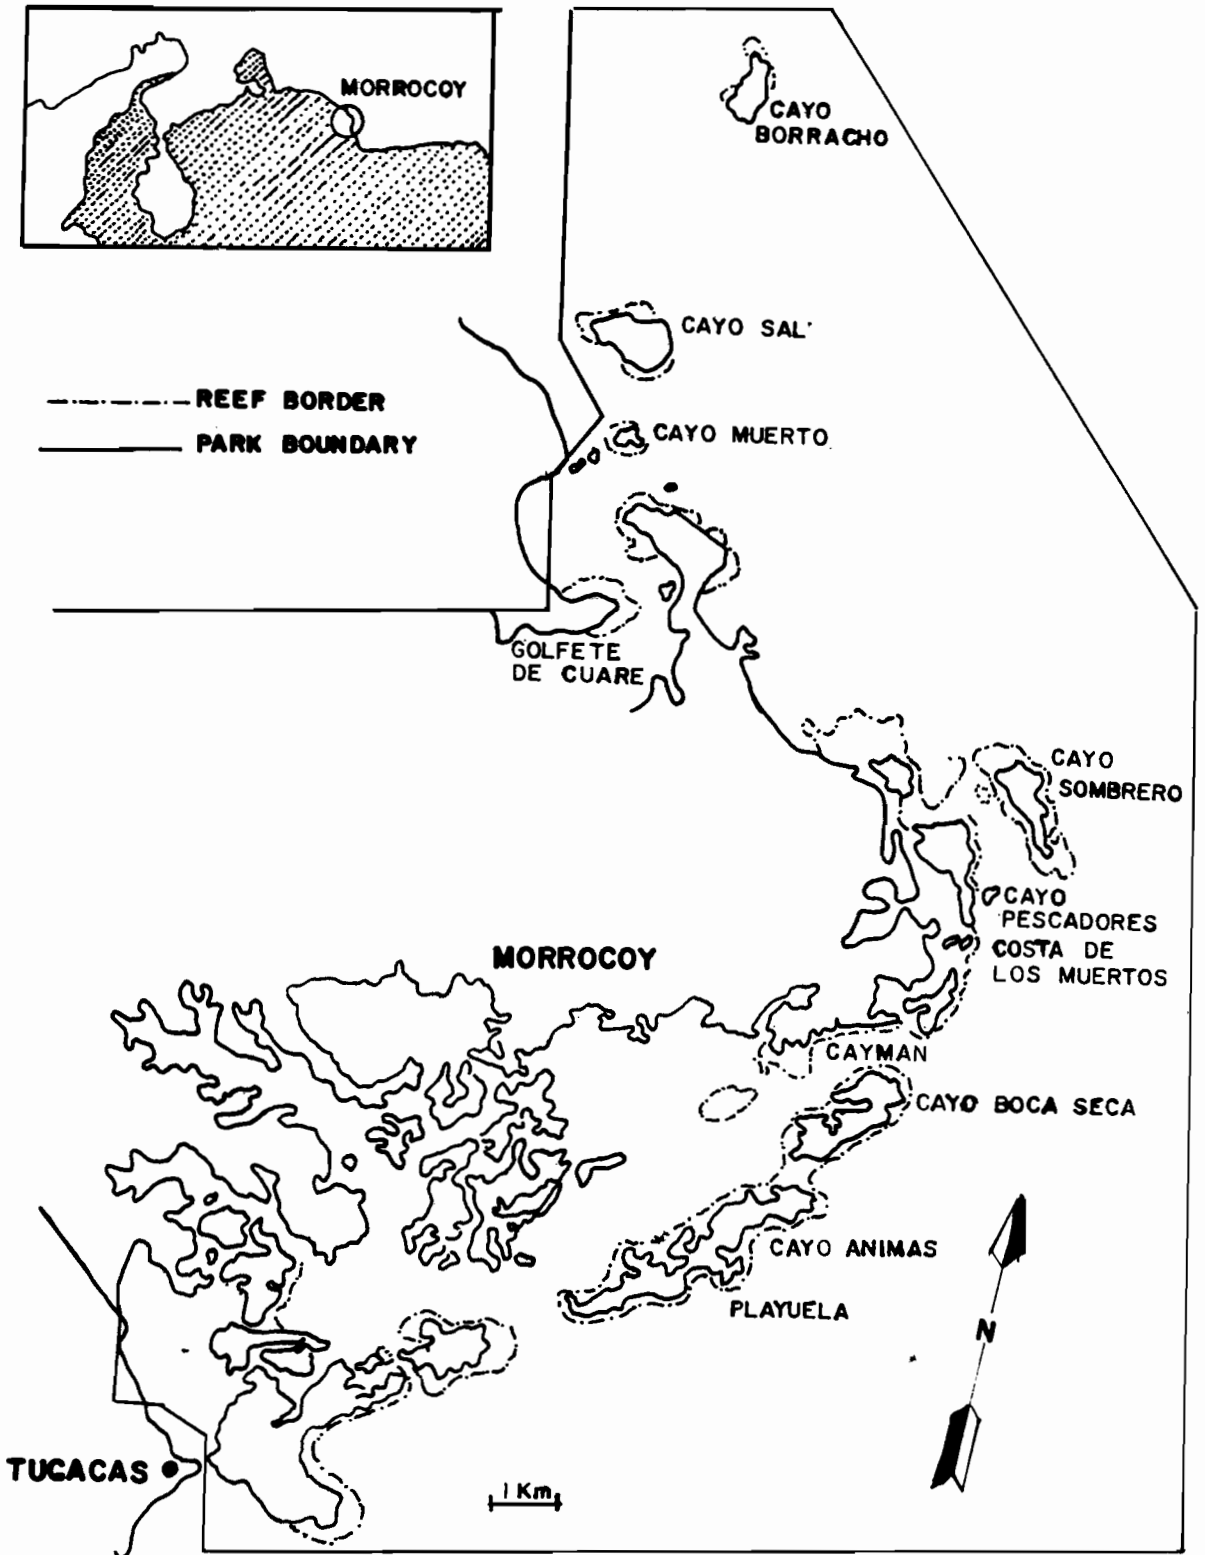 MORROCOY
CAYO
BORRACHO
CAYO SAL
REEF BORDER
PARK BOUNDARY
CAYO MUERTO
GOLFETE
DE CUARE
CAYO
SOMBRERO
CAYO
PESCADORES
COSTA DE
LOS MUERTOS
MORROCOY
CAYMAN
CAYO BOCA SECA
CAYO ANIMAS
PLAYUELA
N
TUCACAS
1 Km